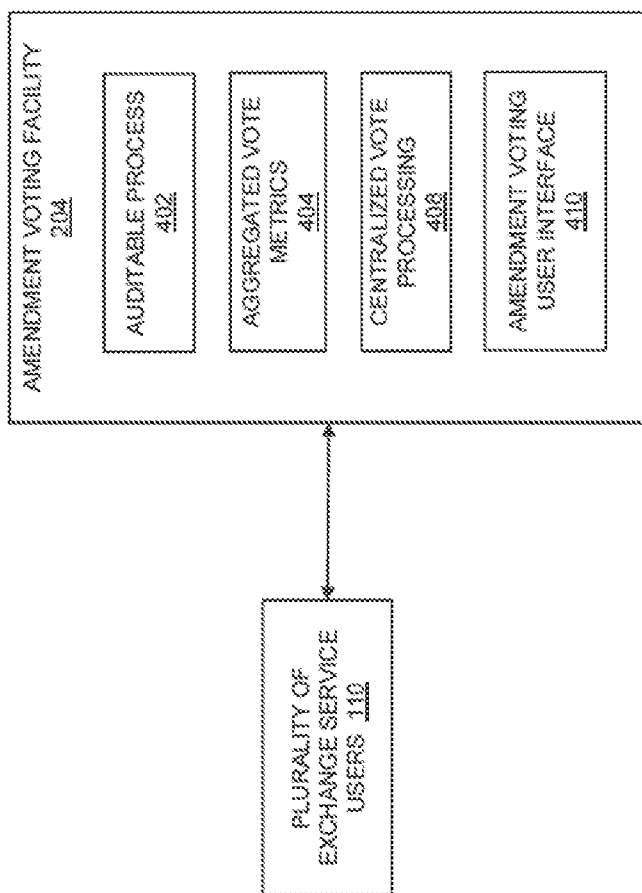 AMENDMENT VOTING FACILITY
204
AUDITABLE PROCESS
402
AGGREGATED VOTE
METRICS
404
CENTRALIZED VOTE
PROCESSING
408
AMENDMENT VOTING
USER INTERFACE
410
PLURALITY OF
EXCHANGE SERVICE
USERS 110